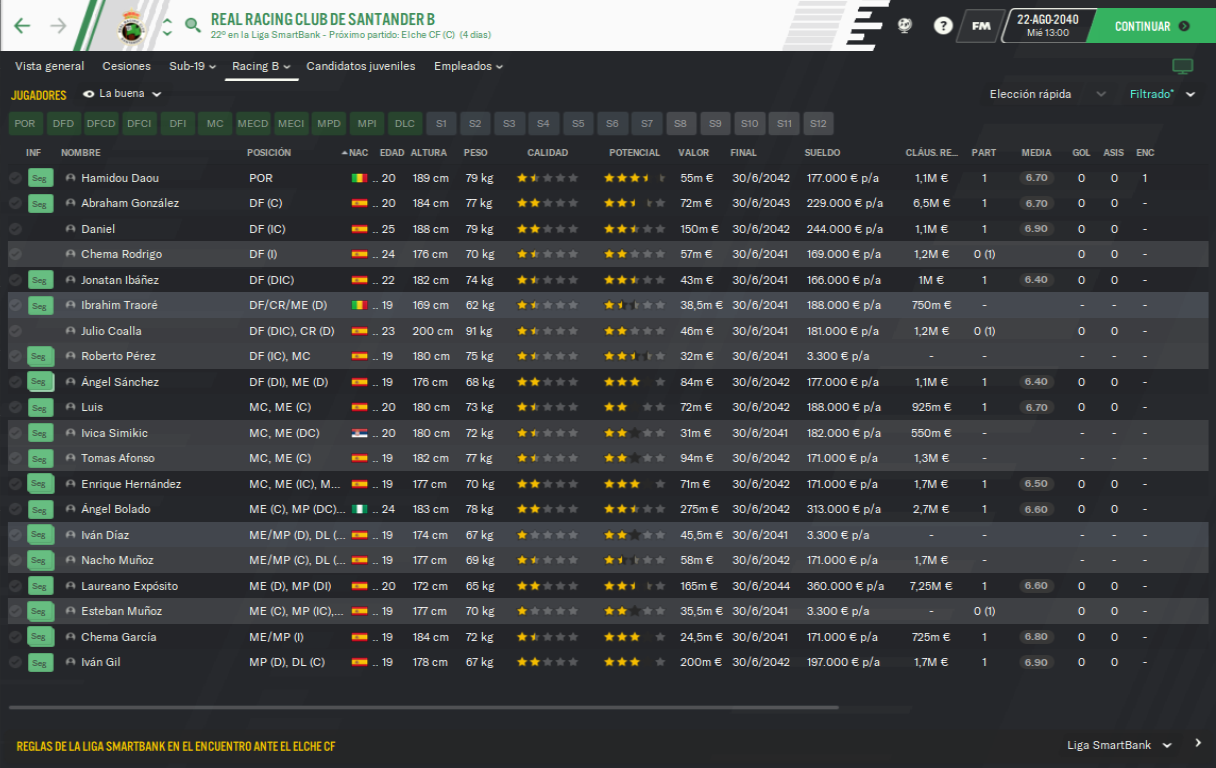 REAL RACING CLUB DE SANTANDER B
22º en la Liga SmartBank - Próximo partido: Elche CF (C) (4 días)
? FM 22-AGO-2040 Mié 13:00 CONTINUAR
Vista general Cesiones Sub-19 Racing B Candidatos juveniles Empleados
JUGADORES La buena Elección rápida Filtrado*
POR DFD DFCD DFCI DFI MC MECD MECI MPD MPI DLC S1 S2 S3 S4 S5 S6 S7 S8 S9 S10 S11 S12
INF NOMBRE POSICIÓN NAC EDAD ALTURA PESO CALIDAD POTENCIAL VALOR FINAL SUELDO CLÁUS. RE... PART MEDIA GOL ASIS ENC
Seg Hamidou Daou POR .. 20 189 cm 79 kg 55m € 30/6/2042 177.000 € p/a 1,1M € 1 6.70 0 0 1
Seg Abraham González DF (C) .. 20 184 cm 77 kg 72m € 30/6/2043 229.000 € p/a 6,5M € 1 6.70 0 0 -
Daniel DF (IC) .. 25 188 cm 79 kg 150m € 30/6/2042 244.000 € p/a 1,1M € 1 6.90 0 0 -
Chema Rodrigo DF (I) .. 24 176 cm 70 kg 57m € 30/6/2041 169.000 € p/a 1,2M € 0 (1) 0 0 -
Seg Jonatan Ibáñez DF (DIC) .. 22 182 cm 74 kg 43m € 30/6/2041 166.000 € p/a 1M € 1 6.40 0 0 -
Seg Ibrahim Traoré DF/CR/ME (D) .. 19 169 cm 62 kg 38,5m € 30/6/2041 188.000 € p/a 750m € - - - -
Julio Coalla DF (DIC), CR (D) .. 23 200 cm 91 kg 46m € 30/6/2041 181.000 € p/a 1,2M € 0 (1) 0 0 -
Seg Roberto Pérez DF (IC), MC .. 19 180 cm 75 kg 32m € 30/6/2041 3.300 € p/a - - - - -
Seg Ángel Sánchez DF (DI), ME (D) .. 19 176 cm 68 kg 84m € 30/6/2042 177.000 € p/a 1,1M € 1 6.40 0 0 -
Seg Luis MC, ME (C) .. 20 180 cm 73 kg 72m € 30/6/2042 188.000 € p/a 925m € 1 6.70 0 0 -
Seg Ivica Simikic MC, ME (DC) .. 20 180 cm 72 kg 31m € 30/6/2041 182.000 € p/a 550m € - - - -
Seg Tomas Afonso MC, ME (C) .. 19 182 cm 77 kg 94m € 30/6/2041 171.000 € p/a 1,3M € - - - -
Seg Enrique Hernández MC, ME (IC), M... .. 19 177 cm 70 kg 71m € 30/6/2042 171.000 € p/a 1,7M € 1 6.50 0 0 -
Seg Ángel Bolado ME (C), MP (DC)... .. 24 183 cm 78 kg 275m € 30/6/2042 313.000 € p/a 2,7M € 1 6.60 0 0 -
Seg Iván Díaz ME/MP (D), DL (... .. 19 174 cm 67 kg 45,5m € 30/6/2041 3.300 € p/a - - - - -
Seg Nacho Muñoz ME/MP (C), DL (... .. 19 177 cm 69 kg 58m € 30/6/2042 171.000 € p/a 1,7M € - - - -
Seg Laureano Expósito ME (D), MP (DI) .. 20 172 cm 65 kg 165m € 30/6/2044 360.000 € p/a 7,25M € 1 6.60 0 0 -
Seg Esteban Muñoz ME (C), MP (IC),... .. 19 177 cm 70 kg 35,5m € 30/6/2041 3.300 € p/a - 0 (1) 0 0 -
Seg Chema García ME/MP (I) .. 19 184 cm 72 kg 24,5m € 30/6/2041 171.000 € p/a 725m € 1 6.80 0 0 -
Seg Iván Gil MP (D), DL (C) .. 19 178 cm 67 kg 200m € 30/6/2042 197.000 € p/a 1,7M € 1 6.90 0 0 -
REGLAS DE LA LIGA SMARTBANK EN EL ENCUENTRO ANTE EL ELCHE CF Liga SmartBank